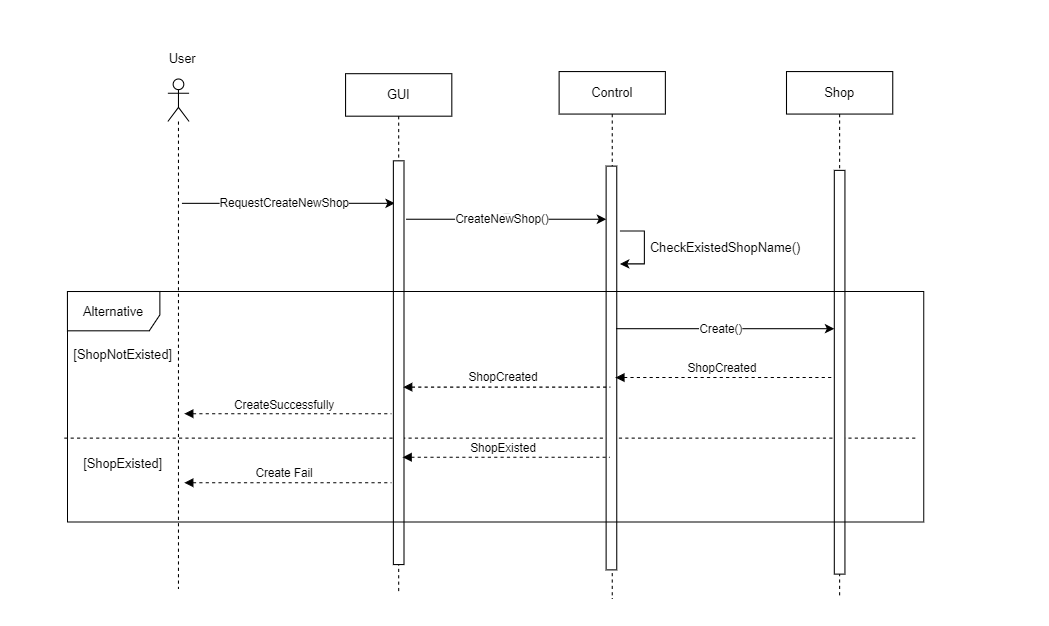 User
GUI
Control
Shop
RequestCreateNewShop
CreateNewShop()
CheckExistedShopName()
Alternative
Create()
[ShopNotExisted]
ShopCreated
ShopCreated
CreateSuccessfully
ShopExisted
[ShopExisted]
Create Fail